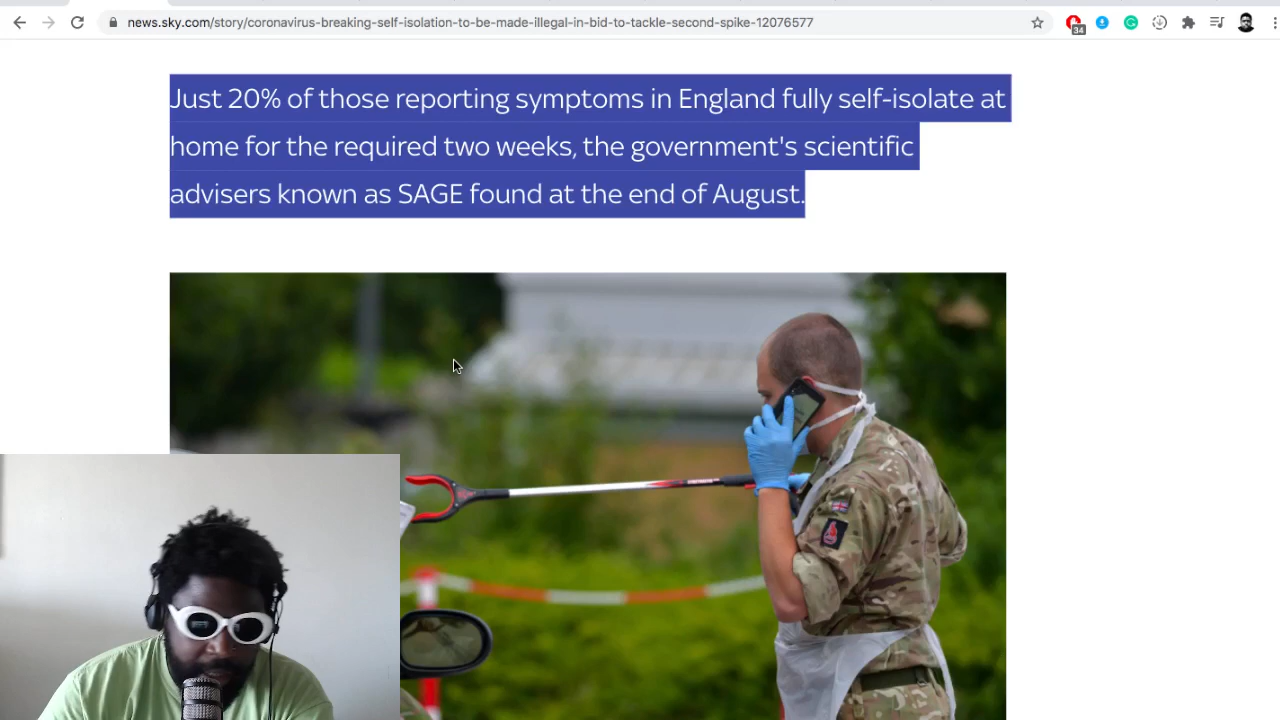 news.sky.com/story/coronavirus-breaking-self-isolation-to-be-made-illegal-in-bid-to-tackle-second-spike-12076577
34
Just 20% of those reporting symptoms in England fully self-isolate at
home for the required two weeks, the government's scientific
advisers known as SAGE found at the end of August.